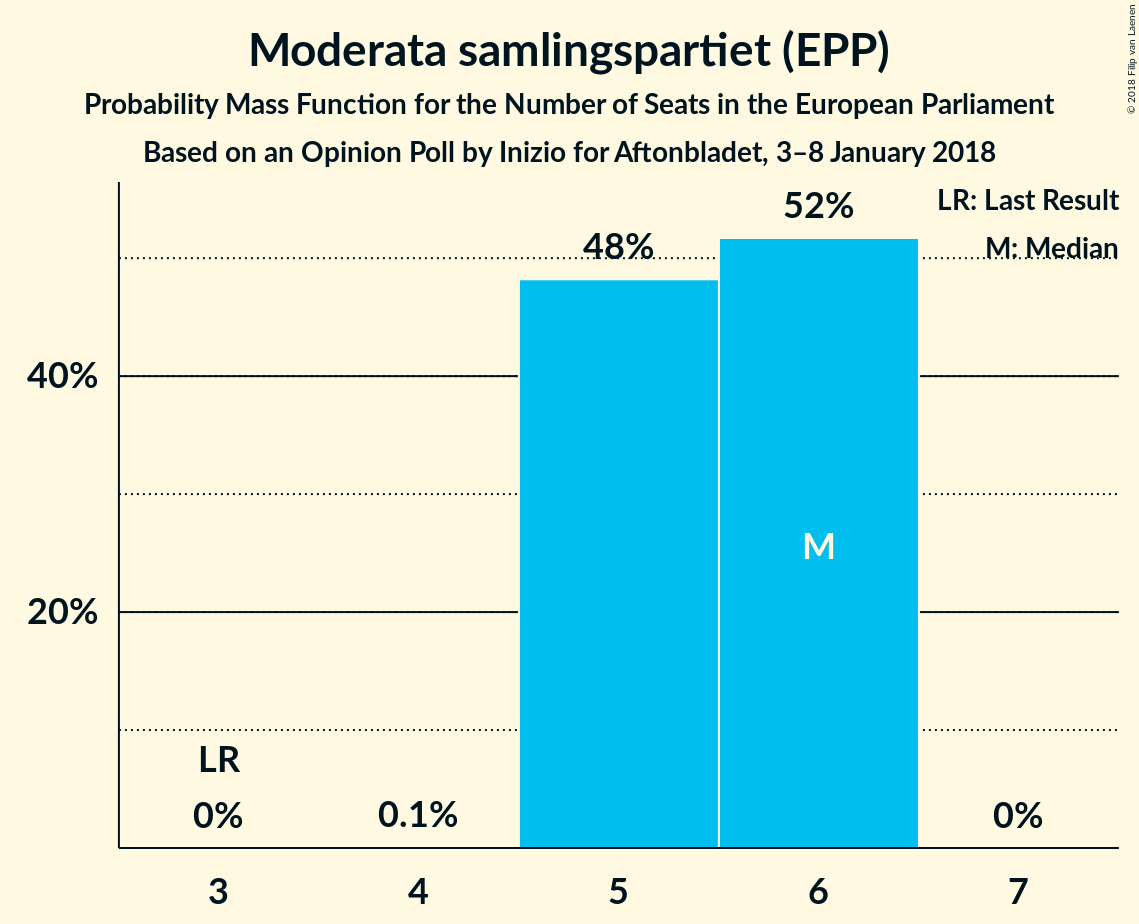 © 2018 Filip van Laenen
Moderata samlingspartiet (EPP)
Probability Mass Function for the Number of Seats in the European Parliament
Based on an Opinion Poll by Inizio for Aftonbladet, 3–8 January 2018
LR: Last Result
M: Median
52%
48%
40%
20%
M
LR
0%
0.1%
0%
3 4 5 6 7